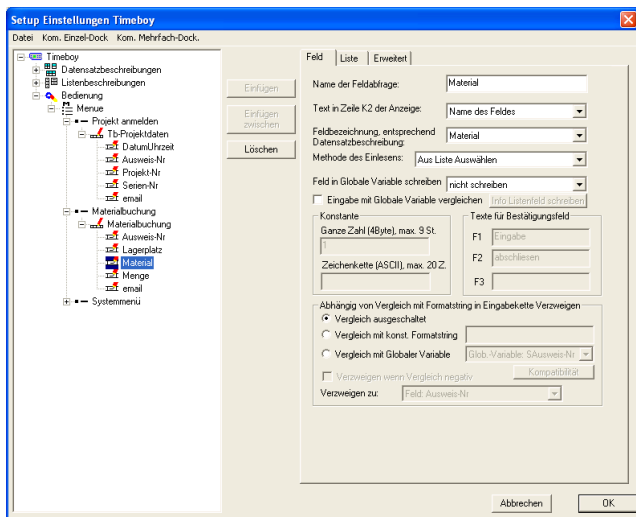 Setup Einstellungen Timeboy
Datei Kom. Einzel-Dock Kom. Mehrfach-Dock.
Timeboy
Datensatzbeschreibungen
Listenbeschreibungen
Bedienung
Menue
Projekt anmelden
Tb-Projektdaten
DatumUhrzeit
Ausweis-Nr
Projekt-Nr
Serien-Nr
email
Materialbuchung
Materialbuchung
Ausweis-Nr
Lagerplatz
Material
Menge
email
Systemmenü
Einfügen
Einfügen
zwischen
Löschen
Feld Liste Erweitert
Name der Feldabfrage: Material
Text in Zeile K2 der Anzeige: Name des Feldes
Feldbezeichnung, entsprechend
Datensatzbeschreibung: Material
Methode des Einlesens: Aus Liste Auswählen
Feld in Globale Variable schreiben nicht schreiben
Eingabe mit Globale Variable vergleichen Info Listenfeld schreiben
Konstante
Ganze Zahl (4Byte), max. 9 St.
1
Zeichenkette (ASCII), max. 20 Z.
Texte für Bestätigungsfeld
F1 Eingabe
F2 abschliesen
F3
Abhängig von Vergleich mit Formatstring in Eingabekette Verzweigen
Vergleich ausgeschaltet
Vergleich mit konst. Formatstring
Vergleich mit Globaler Variable Glob.-Variable: SAusweis-Nr
Verzweigen wenn Vergleich negativ Kompatibilität
Verzweigen zu: Feld: Ausweis-Nr
Abbrechen OK